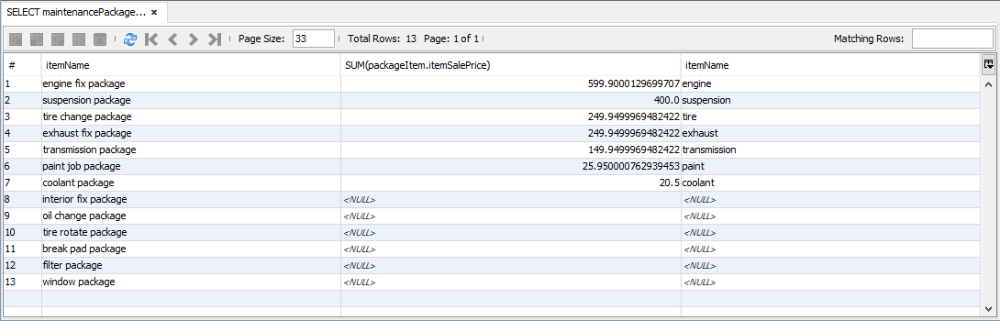 SELECT maintenancePackage... ×
Page Size: 33 Total Rows: 13 Page: 1 of 1 Matching Rows:
# itemName SUM(packageItem.itemSalePrice) itemName
1 engine fix package 599.9000129699707 engine
2 suspension package 400.0 suspension
3 tire change package 249.9499969482422 tire
4 exhaust fix package 249.9499969482422 exhaust
5 transmission package 149.9499969482422 transmission
6 paint job package 25.950000762939453 paint
7 coolant package 20.5 coolant
8 interior fix package <NULL> <NULL>
9 oil change package <NULL> <NULL>
10 tire rotate package <NULL> <NULL>
11 break pad package <NULL> <NULL>
12 filter package <NULL> <NULL>
13 window package <NULL> <NULL>